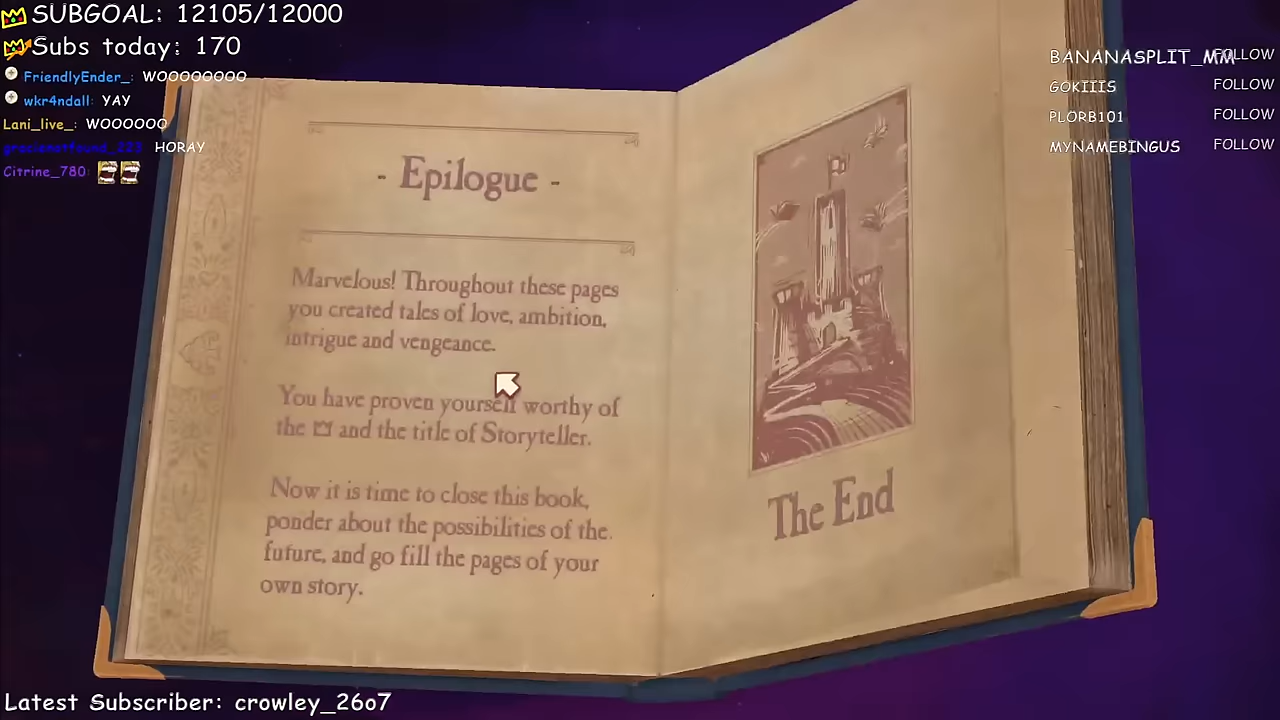 SUBGOAL: 12105/12000
Subs today: 170
FriendlyEnder_: WOOOOOOOO
wkr4ndall: YAY
Lani_live_: WOOOOOO
gracienotfound_223 HORAY
Citrine_780:
BANANASPLIT_MM FOLLOW
GOKIIIS FOLLOW
PLORB101 FOLLOW
MYNAMEBINGUS FOLLOW
- Epilogue -
Marvelous! Throughout these pages
you created tales of love, ambition,
intrigue and vengeance.
You have proven yourself worthy of
the and the title of Storyteller.
Now it is time to close this book,
ponder about the possibilities of the
future, and go fill the pages of your
own story.
The End
Latest Subscriber: crowley_26o7